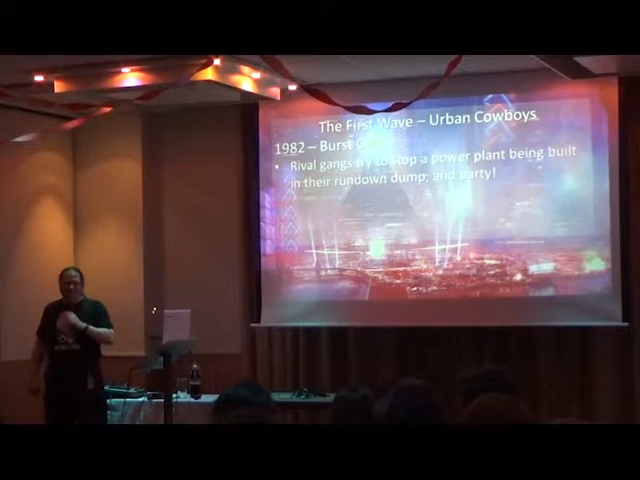 The First Wave – Urban Cowboys
1982 – Burst
• Rival gangs try to stop a power plant being built
in their rundown dump; and party!